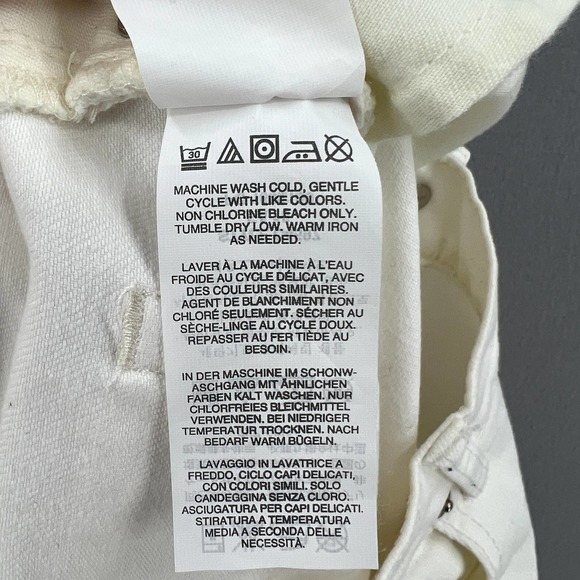 30
MACHINE WASH COLD, GENTLE
CYCLE WITH LIKE COLORS.
NON CHLORINE BLEACH ONLY.
TUMBLE DRY LOW. WARM IRON
AS NEEDED.
LAVER À LA MACHINE À L'EAU
FROIDE AU CYCLE DÉLICAT, AVEC
DES COULEURS SIMILAIRES.
AGENT DE BLANCHIMENT NON
CHLORÉ SEULEMENT. SÉCHER AU
SÈCHE-LINGE AU CYCLE DOUX.
REPASSER AU FER TIÈDE AU
BESOIN.
IN DER MASCHINE IM SCHONW-
ASCHGANG MIT ÄHNLICHEN
FARBEN KALT WASCHEN. NUR
CHLORFREIES BLEICHMITTEL
VERWENDEN. BEI NIEDRIGER
TEMPERATUR TROCKNEN. NACH
BEDARF WARM BÜGELN.
LAVAGGIO IN LAVATRICE A
FREDDO, CICLO CAPI DELICATI,
CON COLORI SIMILI. SOLO
CANDEGGINA SENZA CLORO.
ASCIUGATURA PER CAPI DELICATI.
STIRATURA A TEMPERATURA
MEDIA A SECONDA DELLE
NECESSITÀ.